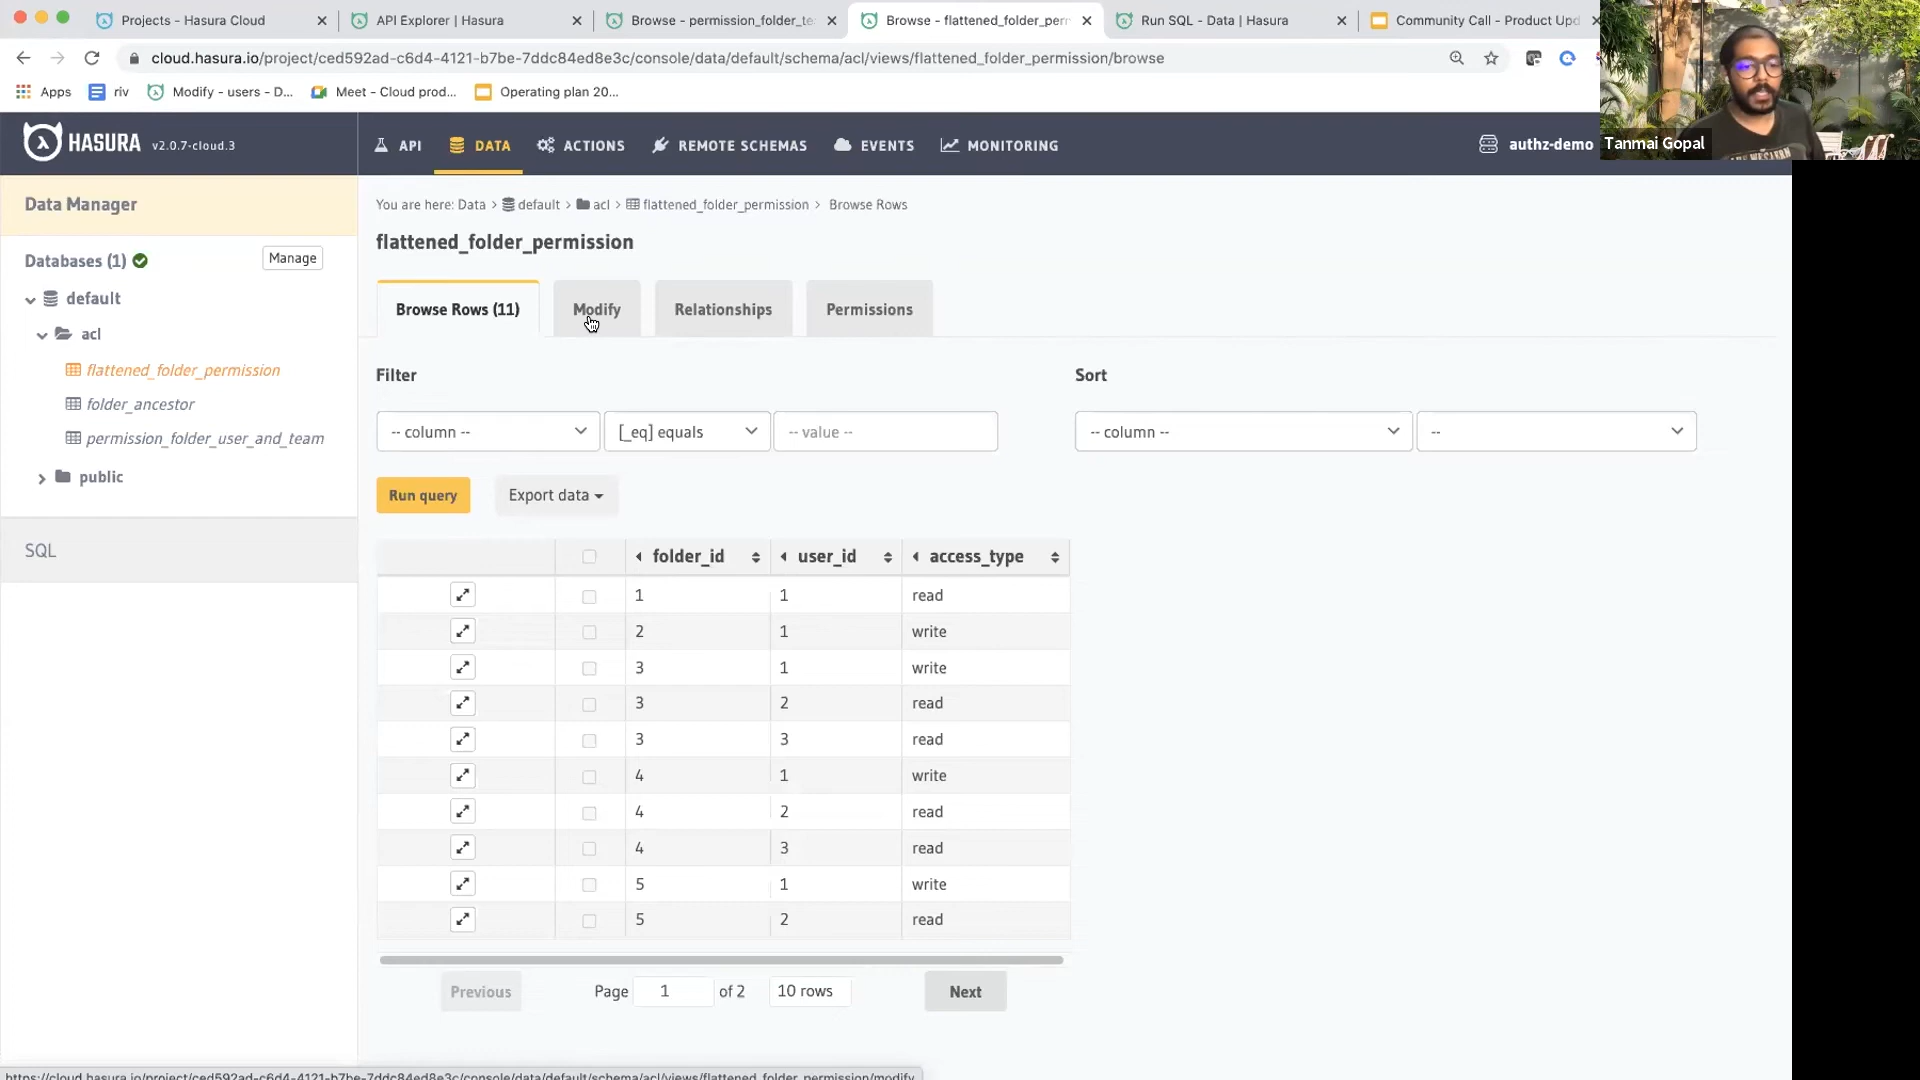 Projects - Hasura Cloud
API Explorer | Hasura
Browse - permission_folder_te
Browse - flattened_folder_perm
Run SQL - Data | Hasura
Community Call - Product Upd
cloud.hasura.io/project/ced592ad-c6d4-4121-b7be-7ddc84ed8e3c/console/data/default/schema/acl/views/flattened_folder_permission/browse
Apps
riv
Modify - users - D...
Meet - Cloud prod...
Operating plan 20...
HASURA v2.0.7-cloud.3
API
DATA
ACTIONS
REMOTE SCHEMAS
EVENTS
MONITORING
authz-demo
Tanmai Gopal
Data Manager
You are here: Data > default > acl > flattened_folder_permission > Browse Rows
flattened_folder_permission
Databases (1)
Manage
default
acl
flattened_folder_permission
folder_ancestor
permission_folder_user_and_team
public
SQL
Browse Rows (11)
Modify
Relationships
Permissions
Filter
Sort
-- column --
[_eq] equals
-- value --
-- column --
--
Run query
Export data
folder_id user_id access_type
1 1 read
2 1 write
3 1 write
3 2 read
3 3 read
4 1 write
4 2 read
4 3 read
5 1 write
5 2 read
Previous
Page 1 of 2
10 rows
Next
https://cloud.hasura.io/project/ced592ad-c6d4-4121-b7be-7ddc84ed8e3c/console/data/default/schema/acl/views/flattened_folder_permission/modify